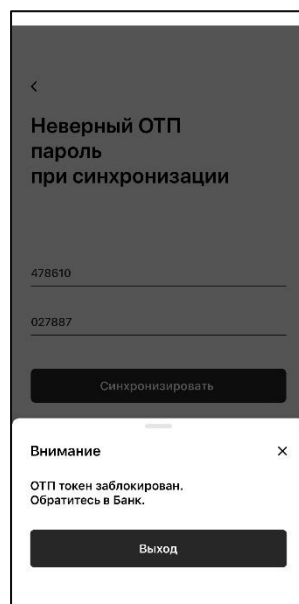 Неверный ОТП
пароль
при синхронизации
478610
027887
Синхронизировать
Внимание
ОТП токен заблокирован.
Обратитесь в Банк.
Выход